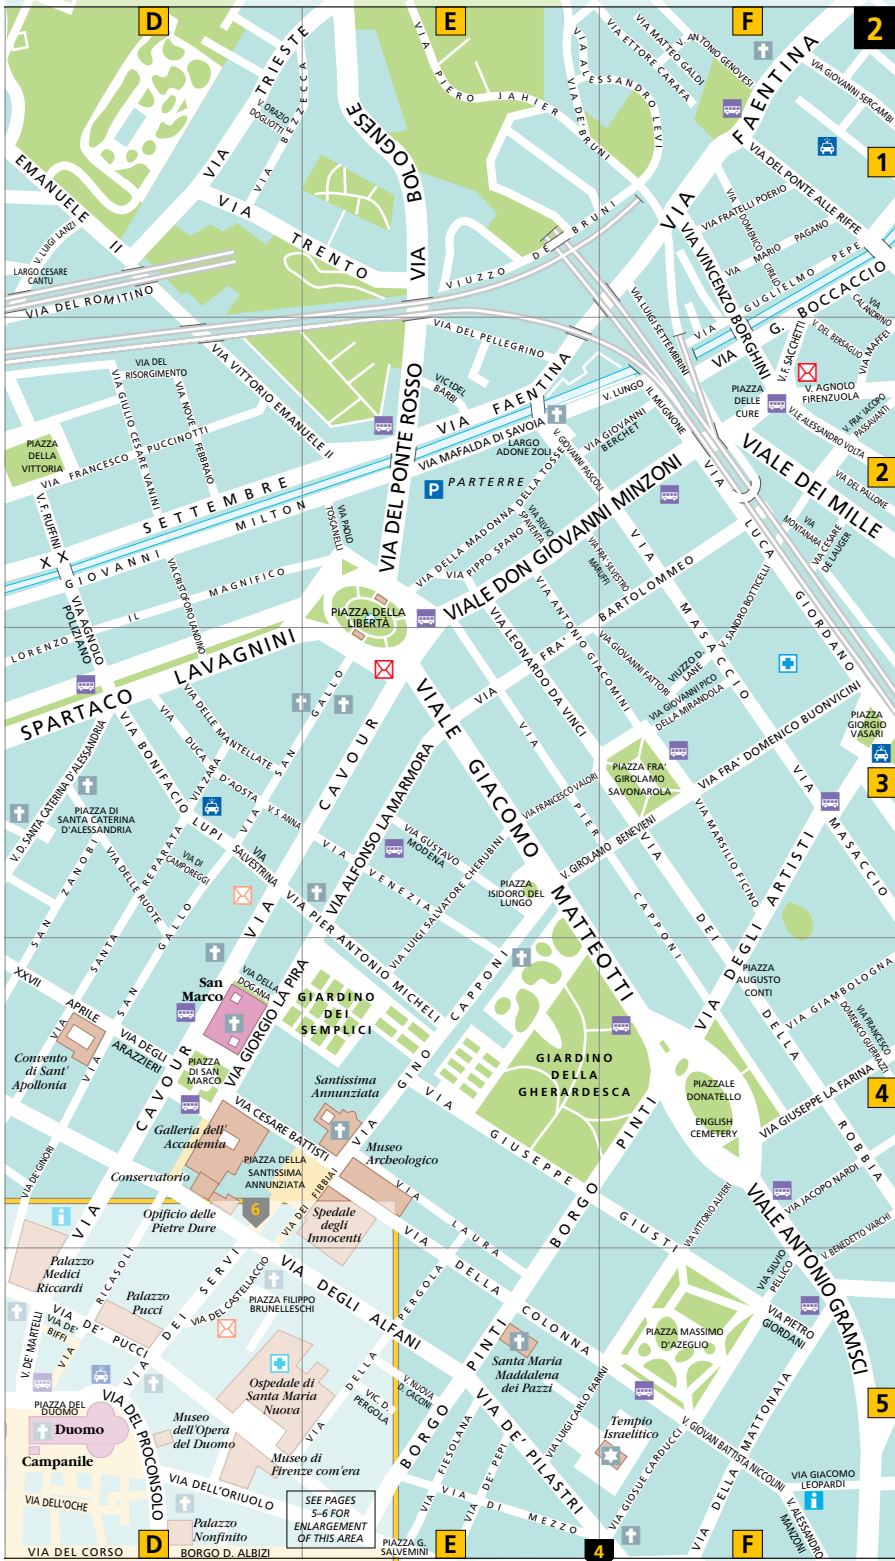 D
E
F
2
VIA TRIESTE
V. ORAZIO DOGLIOTTI
VIA BEZZECCA
VIA BOLOGNESE
VIA PIERO JAHIER
VIA ALESSANDRO LEVI
VIA DE' BRUNI
VIA ETTORE CARAFA
VIA MATTEO GALDI
V. ANTONIO GENOVESI
VIA FAENTINA
VIA GIOVANNI SERCAMBI
1
VIA DEL PONTE ALLE RIFFE
VIA FRATELLI POERIO
VIA DOMENICO CIRILLO
VIA MARIO PAGANO
VIA GUGLIELMO PEPE
VIA G. BOCCACCIO
VIA VINCENZO BORGHINI
EMANUELE II
V. LUIGI LANZI
LARGO CESARE CANTU
VIA DEL ROMITINO
VIA TRENTO
VIUZZO DE' BRUNI
VIA LUIGI SETTEMBRINI
VIA CALANDRINO
V. DEL BERSAGLIO
VIA MAFFEI
V. F. SACCHETTI
V. AGNOLO FIRENZUOLA
V. FRA' IACOPO PASSAVANTI
PIAZZA DELLE CURE
V.LE ALESSANDRO VOLTA
VIA DEL PELLEGRINO
VIA DEL RISORGIMENTO
VIA VITTORIO EMANUELE II
VIA GIULIO CESARE VANINI
VIA NOVE FEBBRAIO
VIC. DEL BARBI
VIA FAENTINA
V. LUNGO IL MUGNONE
VIA MAFALDA DI SAVOIA
LARGO ADONE ZOLI
V. GIOVANNI PASCOLI
VIA GIOVANNI BERCHET
PIAZZA DELLA VITTORIA
VIA FRANCESCO PUCCINOTTI
V. E. RUFFINI
XX SETTEMBRE
GIOVANNI MILTON
VIA DEL PONTE ROSSO
P
PARTERRE
VIA PAOLO TOSCANELLI
VIA DELLA MADONNA DELLA TOSSE
VIA PIPPO SPANO
VIA SILVIO SPAVENTA
VIALE DON GIOVANNI MINZONI
VIALE DEI MILLE
2
VIA DEL PALLONE
VIA MONTANARA
VIA CESARE DE LAUGER
VIA LUCA GIORDANO
VIA FRA' SILVESTRO MARUFFI
VIA FRA' BARTOLOMMEO
VIA MASACCIO
V. SANDRO BOTTICELLI
LORENZO IL MAGNIFICO
VIA CRISTOFORO LANDINO
VIA AGNOLO POLIZIANO
PIAZZA DELLA LIBERTÀ
SPARTACO LAVAGNINI
VIA LEONARDO DA VINCI
VIA ANTONIO GIACOMINI
VIA GIOVANNI FATTORI
VIUZZO D. LANE
VIA GIOVANNI PICO DELLA MIRANDOLA
PIAZZA GIORGIO VASARI
VIA FRA' DOMENICO BUONVICINI
PIAZZA FRA' GIROLAMO SAVONAROLA
3
VIALE GIACOMO MATTEOTTI
VIA SAN GALLO
VIA CAVOUR
VIA ALFONSO LA MARMORA
VIA BONIFACIO LUPI
VIA DELLE MANTELLATE
VIA DUCA D'AOSTA
VIA ZARA
V. S. ANNA
V. D. SANTA CATERINA D'ALESSANDRIA
PIAZZA DI SANTA CATERINA D'ALESSANDRIA
VIA SANTA REPARATA
VIA DELLE RUOTE
VIA DI CAMPOREGGI
VIA SALVESTRINA
VIA SAN ZANOBI
VIA PIER ANTONIO MICHELI
VIA VENEZIA
VIA GUSTAVO MODENA
VIA LUIGI SALVATORE CHERUBINI
VIA FRANCESCO VALORI
VIA PIER CAPPONI
V. GIROLAMO BENEVIENI
PIAZZA ISIDORO DEL LUNGO
VIA MARSILIO FICINO
VIA DEI DELLA ROBBIA
VIA DEGLI ARTISTI
VIA MASACCIO
PIAZZA AUGUSTO CONTI
VIA GIAMBOLOGNA
VIA FRANCESCO DOMENICO GUERRAZZI
XXVII APRILE
VIA DEGLI ARAZZIERI
Convento di Sant' Apollonia
San Marco
VIA DELLA DOGANA
VIA GIORGIO LA PIRA
GIARDINO DEI SEMPLICI
VIA GINO CAPPONI
GIARDINO DELLA GHERARDESCA
PIAZZALE DONATELLO
ENGLISH CEMETERY
VIA GIUSEPPE LA FARINA
4
PIAZZA DI SAN MARCO
Santissima Annunziata
Galleria dell' Accademia
VIA CESARE BATTISTI
Museo Archeologico
Conservatorio
PIAZZA DELLA SANTISSIMA ANNUNZIATA
VIA DEI FIBBIAI
Opificio delle Pietre Dure
6
Spedale degli Innocenti
VIA GIUSEPPE GIUSTI
BORGO PINTI
VIA LAURA
VIA DELLA COLONNA
VIA VITTORIO ALFIERI
VIA JACOPO NARDI
V. BENEDETTO VARCHI
VIALE ANTONIO GRAMSCI
VIA SILVIO PELLICO
VIA PIETRO GIORDANI
VIA DE' GINORI
Palazzo Medici Riccardi
VIA RICASOLI
VIA DEI SERVI
VIA DEL CASTELLACCIO
PIAZZA FILIPPO BRUNELLESCHI
VIA DEGLI ALFANI
VIA DELLA PERGOLA
Palazzo Pucci
VIA DE' PUCCI
VIA DE' BIFFI
V. DE' MARTELLI
PIAZZA MASSIMO D'AZEGLIO
Santa Maria Maddalena dei Pazzi
VIA LUIGI CARLO FARINI
Ospedale di Santa Maria Nuova
V. NUOVA D. CACCINI
VIC. D. PERGOLA
BORGO PINTI
VIA DE' PILASTRI
Tempio Israelitico
VIA GIOSUE CARDUCCI
V. GIOVAN BATTISTA NICCOLINI
VIA DELLA MATTONAIA
5
PIAZZA DEL DUOMO
Duomo
Campanile
VIA DEL PROCONSOLO
Museo dell'Opera del Duomo
Museo di Firenze com'era
VIA DELL'ORIUOLO
VIA FIESOLANA
VIA DE' PEPI
VIA DI MEZZO
VIA GIACOMO LEOPARDI
V. ALESSANDRO MANZONI
VIA DELL'OCHE
Palazzo Nonfinito
SEE PAGES
5–6 FOR
ENLARGEMENT
OF THIS AREA
VIA DEL CORSO
D
BORGO D. ALBIZI
PIAZZA G. SALVEMINI
E
4
F